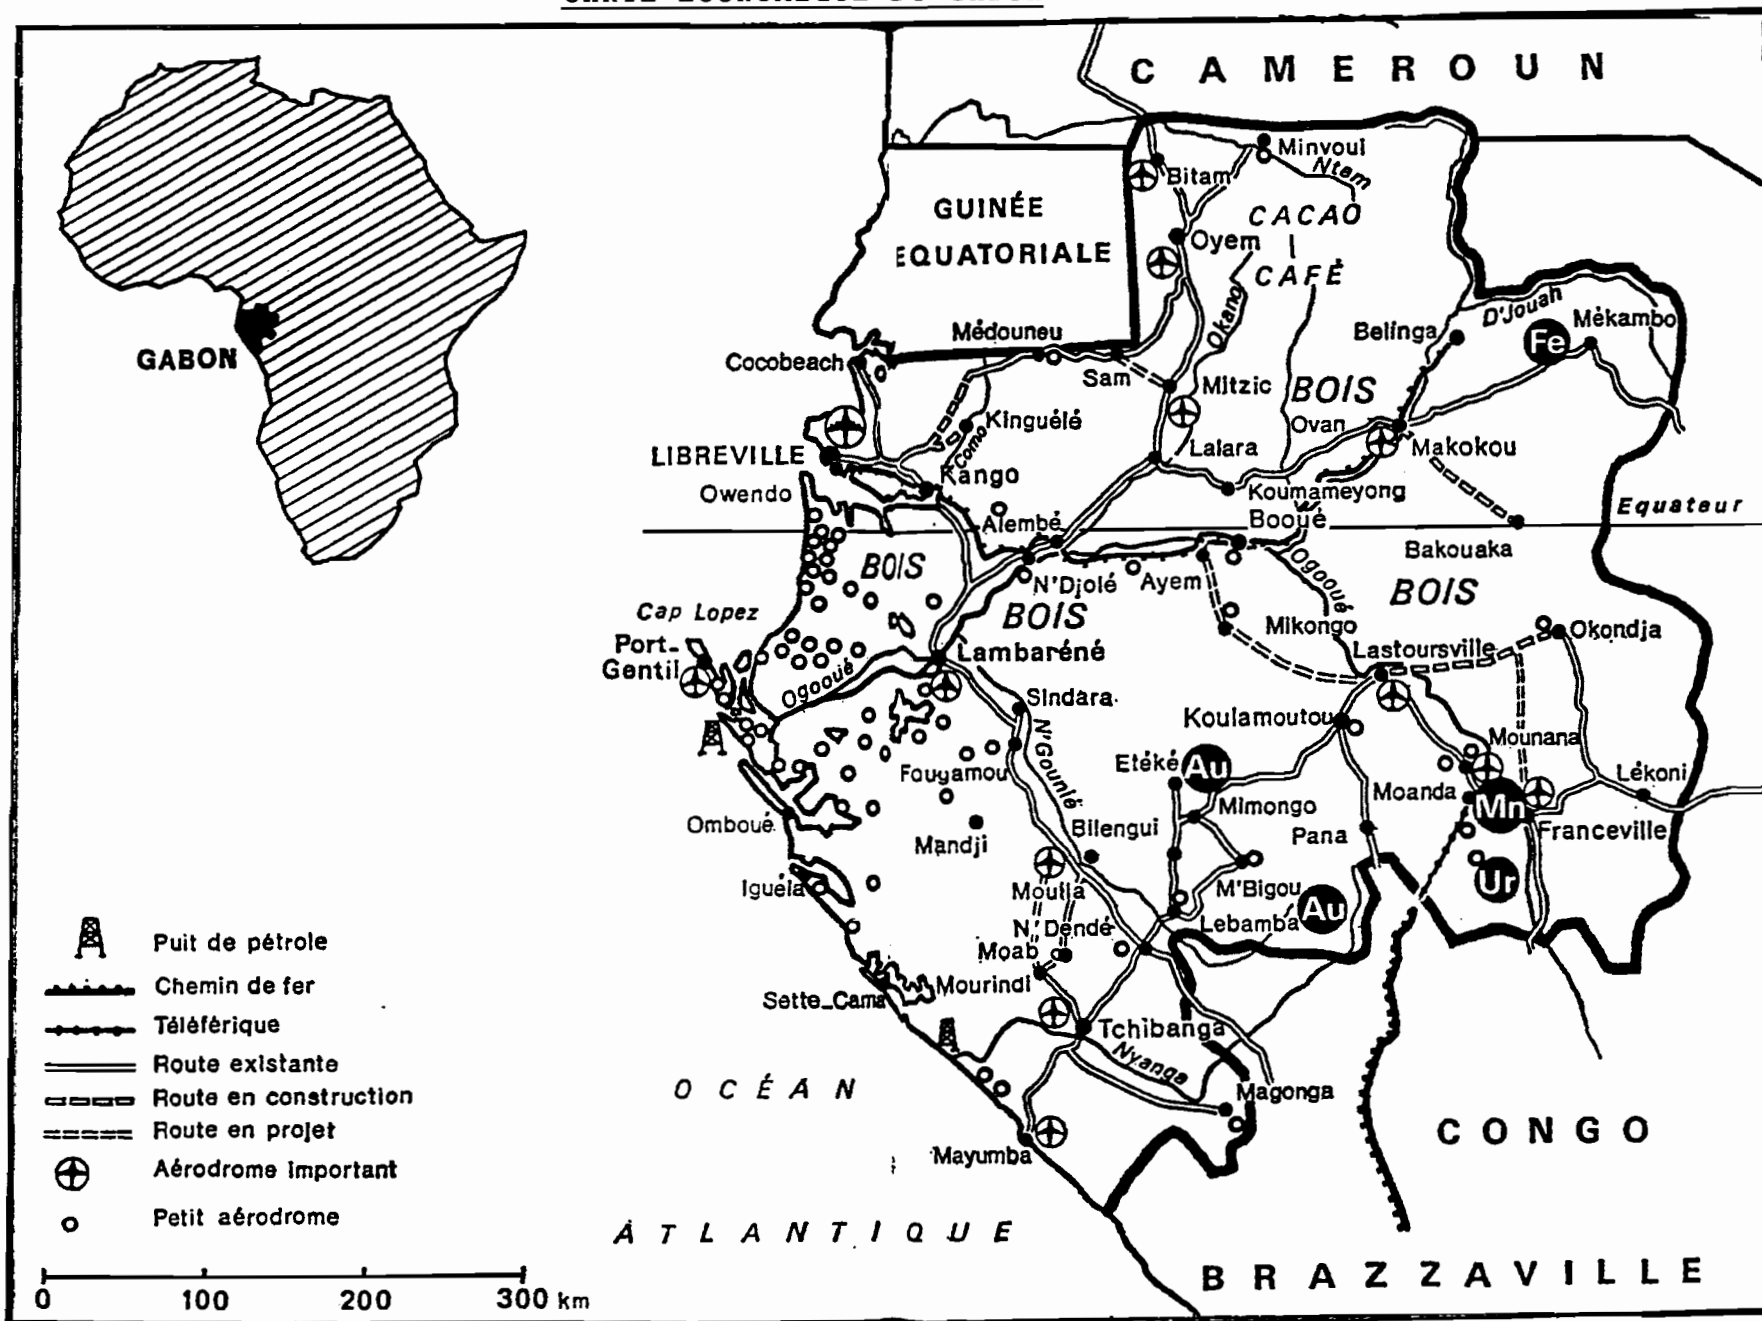 CAMEROUN
Minvoul
Ntem
Bitam
GUINÉE
EQUATORIALE
CACAO
Oyem
CAFÉ
Okano
D'jouah
Mékambo
Belinga
Fe
Médouneu
GABON
Cocobeach
Sam
Mitzic
BOIS
Kinguélé
Ovan
Makokou
Como
LIBREVILLE
Lalara
Kango
Owendo
Koumameyong
Equateur
Alembé
Booué
Bakouaka
BOIS
N'Djolé
Ayem
Ogooué
BOIS
BOIS
Cap Lopez
Mikongo
Okondja
Port-
Gentil
Lambaréné
Lastoursville
Ogooué
Sindara
Koulamoutou
Mounana
N'Gounié
Etéké
Au
Fougamou
Lékoni
Moanda
Mn
Mimongo
Omboué
Bilengui
Pana
Franceville
Mandji
Iguéla
Mouila
M'Bigou
Ur
Au
Lebamba
N'Dendé
Moab
Mourindi
Sette-Cama
Tchibanga
Nyanga
Magonga
Mayumba
Puit de pétrole
Chemin de fer
Téléférique
Route existante
Route en construction
Route en projet
Aérodrome important
Petit aérodrome
0 100 200 300 km
OCÉAN
ATLANTIQUE
CONGO
BRAZZAVILLE